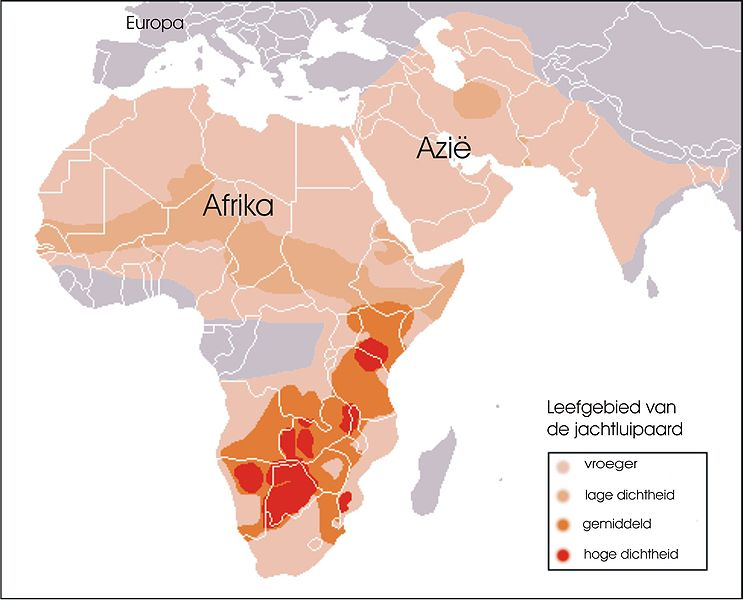 Europa
Azië
Afrika
Leefgebied van
de jachtluipaard
vroeger
lage dichtheid
gemiddeld
hoge dichtheid